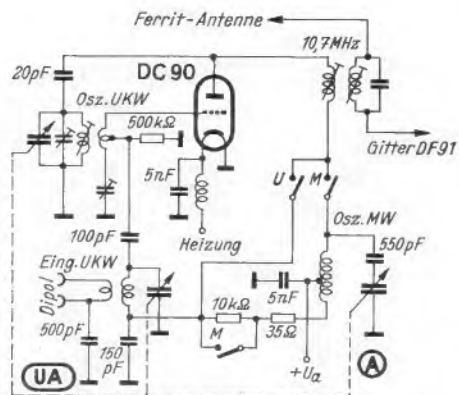 Ferrit-Antenne
10,7MHz
20pF
DC 90
Osz. UKW
500kΩ
Gitter DF91
5nF
U
M
Heizung
Osz. MW
100pF
550pF
Eing. UKW
5nF
Dipol
10kΩ
35Ω
500pF
150
pF
M
+Ua
UA
A